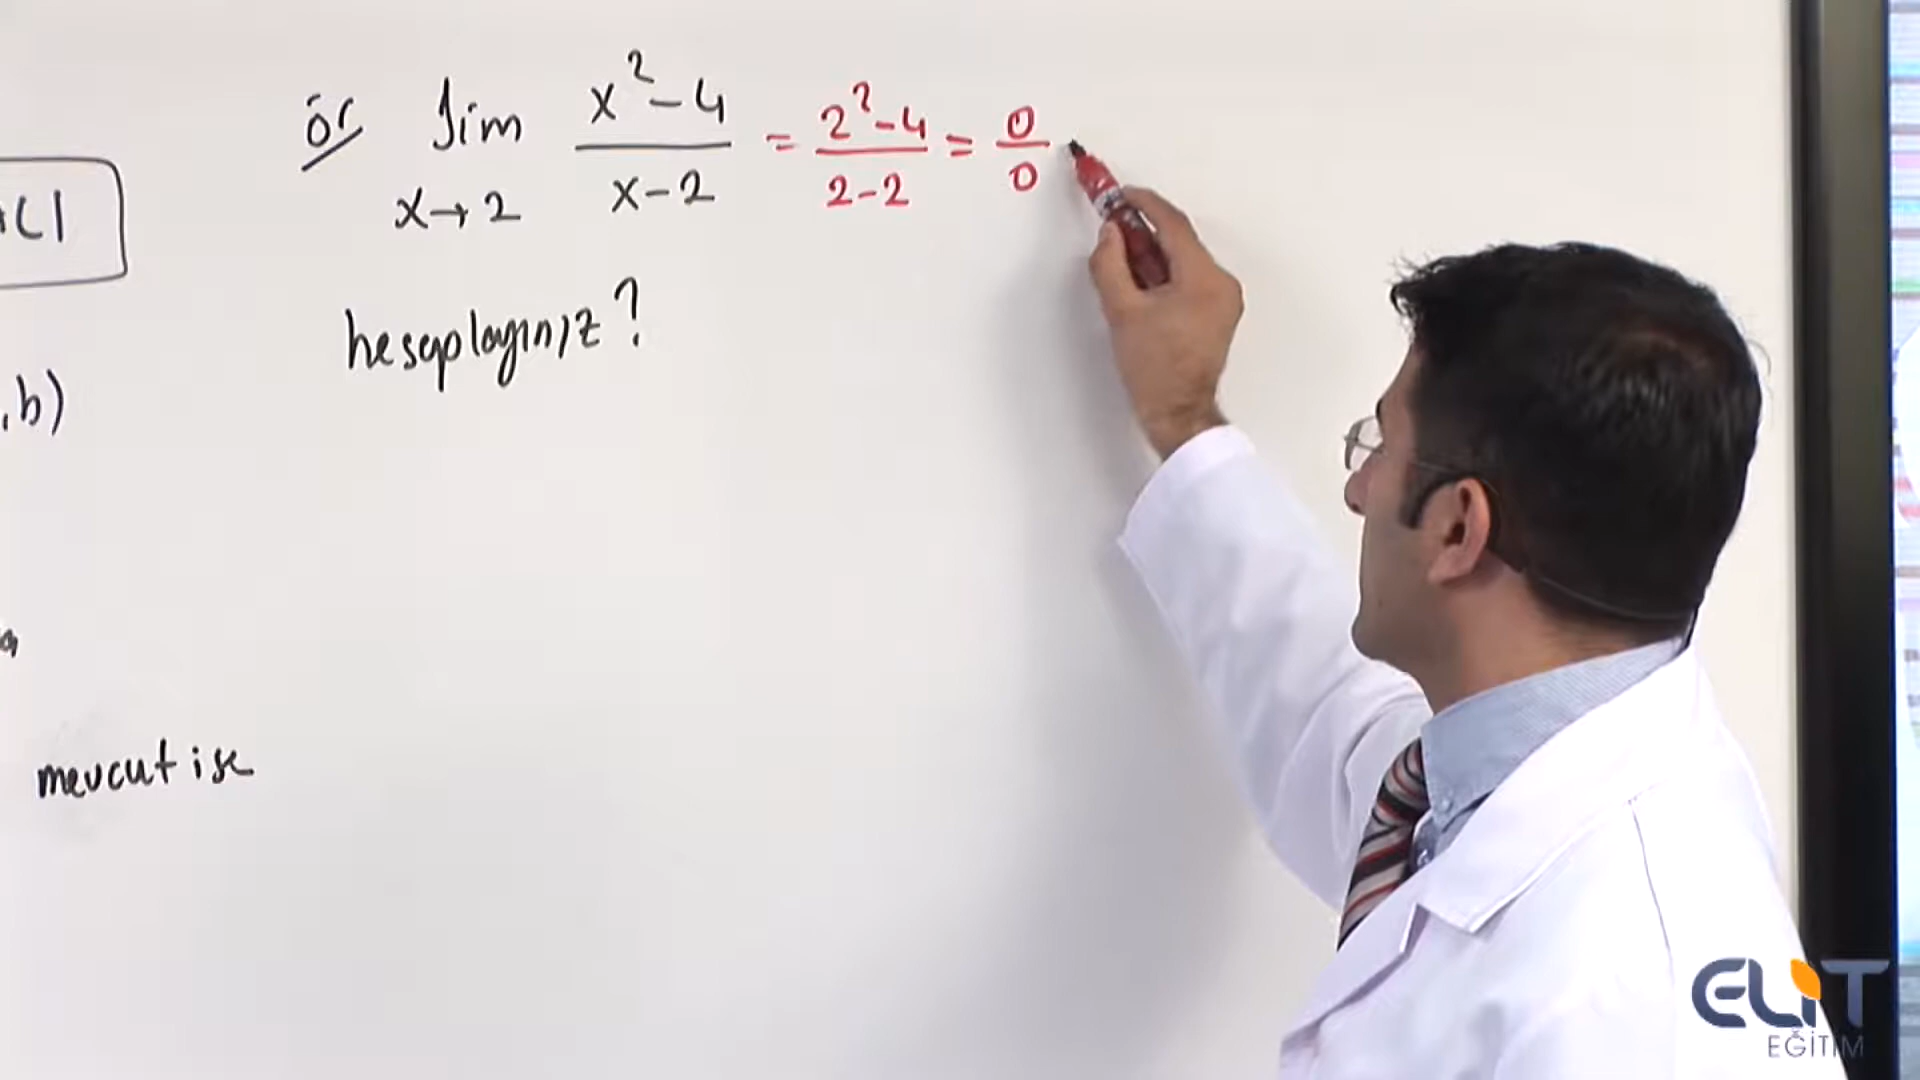 ör lim x→2 (x²-4)/(x-2) = (2²-4)/(2-2) = 0/0
hesaplayınız?
,b)
mevcut ise
ELİT
EĞİTİM